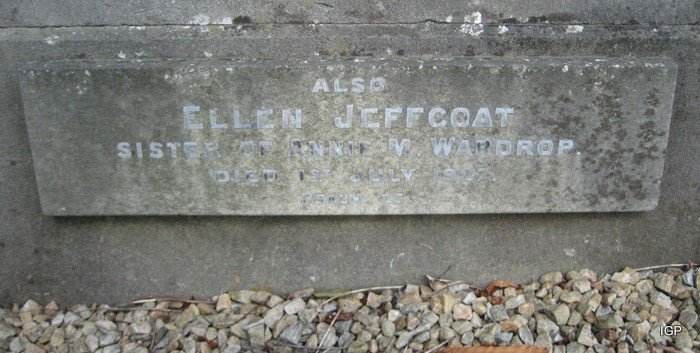 ALSO
ELLEN JEFFCOAT
SISTER OF ANNIE M. WARDROP.
DIED 1ST JULY
IGP